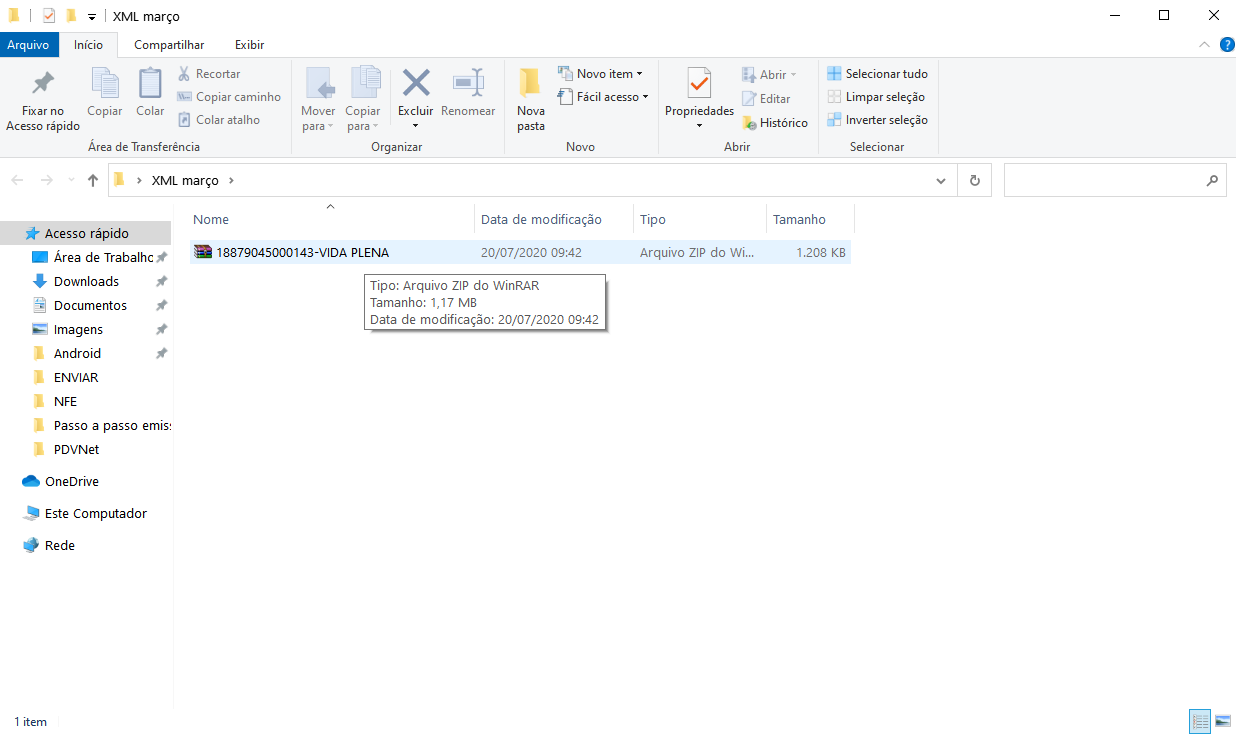 XML março
Arquivo Início Compartilhar Exibir
Fixar no Acesso rápido
Copiar
Colar
Recortar
Copiar caminho
Colar atalho
Área de Transferência
Mover para
Copiar para
Excluir
Renomear
Organizar
Nova pasta
Novo item
Fácil acesso
Novo
Propriedades
Abrir
Editar
Histórico
Abrir
Selecionar tudo
Limpar seleção
Inverter seleção
Selecionar
XML março
Nome Data de modificação Tipo Tamanho
18879045000143-VIDA PLENA 20/07/2020 09:42 Arquivo ZIP do Wi... 1.208 KB
Tipo: Arquivo ZIP do WinRAR
Tamanho: 1,17 MB
Data de modificação: 20/07/2020 09:42
Acesso rápido
Área de Trabalho
Downloads
Documentos
Imagens
Android
ENVIAR
NFE
Passo a passo emis
PDVNet
OneDrive
Este Computador
Rede
1 item